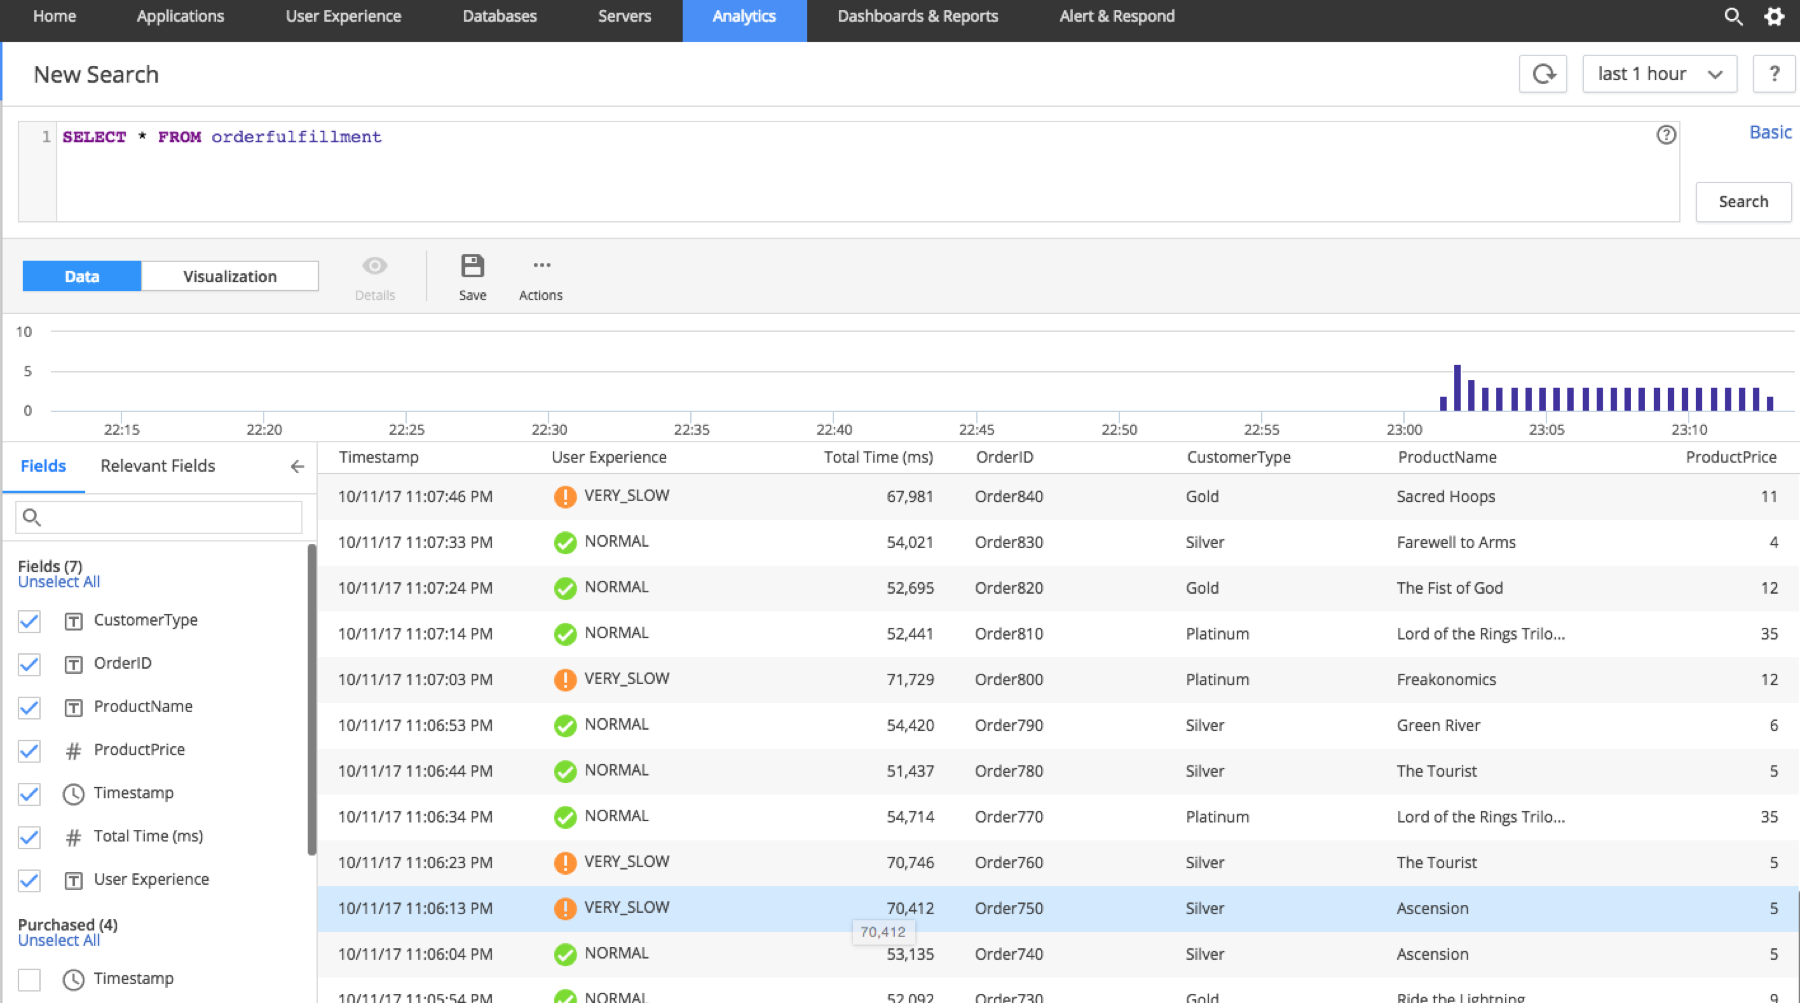 Home Applications User Experience Databases Servers Analytics Dashboards & Reports Alert & Respond
New Search last 1 hour ?
1 SELECT * FROM orderfulfillment ? Basic
Search
Data Visualization Details Save Actions
10
5
0
22:15 22:20 22:25 22:30 22:35 22:40 22:45 22:50 22:55 23:00 23:05 23:10
Fields Relevant Fields
Fields (7)
Unselect All
T CustomerType
T OrderID
T ProductName
# ProductPrice
Timestamp
# Total Time (ms)
T User Experience
Purchased (4)
Unselect All
Timestamp
Timestamp User Experience Total Time (ms) OrderID CustomerType ProductName ProductPrice
10/11/17 11:07:46 PM ! VERY_SLOW 67,981 Order840 Gold Sacred Hoops 11
10/11/17 11:07:33 PM NORMAL 54,021 Order830 Silver Farewell to Arms 4
10/11/17 11:07:24 PM NORMAL 52,695 Order820 Gold The Fist of God 12
10/11/17 11:07:14 PM NORMAL 52,441 Order810 Platinum Lord of the Rings Trilo... 35
10/11/17 11:07:03 PM ! VERY_SLOW 71,729 Order800 Platinum Freakonomics 12
10/11/17 11:06:53 PM NORMAL 54,420 Order790 Silver Green River 6
10/11/17 11:06:44 PM NORMAL 51,437 Order780 Silver The Tourist 5
10/11/17 11:06:34 PM NORMAL 54,714 Order770 Platinum Lord of the Rings Trilo... 35
10/11/17 11:06:23 PM ! VERY_SLOW 70,746 Order760 Silver The Tourist 5
10/11/17 11:06:13 PM ! VERY_SLOW 70,412 Order750 Silver Ascension 5
70,412
10/11/17 11:06:04 PM NORMAL 53,135 Order740 Silver Ascension 5
10/11/17 11:05:54 PM NORMAL 52,092 Order730 Gold Ride the Lightning 9